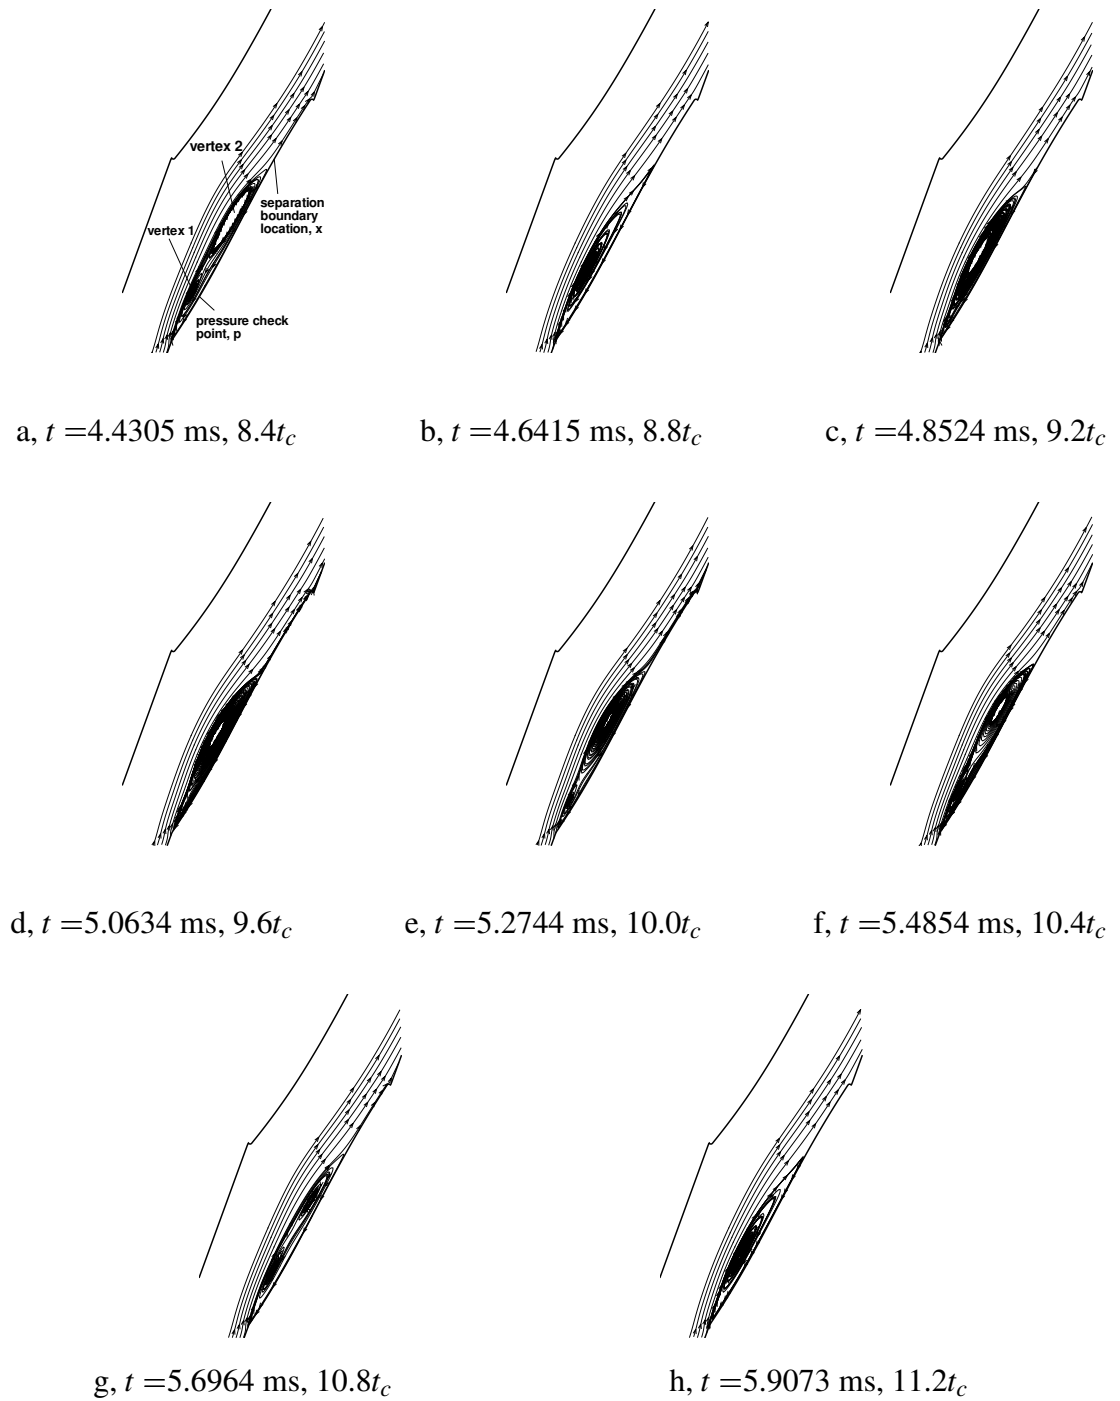 vertex 2
vertex 1
separation
boundary
location, x
pressure check
point, p
a, t =4.4305 ms, 8.4tc
b, t =4.6415 ms, 8.8tc
c, t =4.8524 ms, 9.2tc
d, t =5.0634 ms, 9.6tc
e, t =5.2744 ms, 10.0tc
f, t =5.4854 ms, 10.4tc
g, t =5.6964 ms, 10.8tc
h, t =5.9073 ms, 11.2tc